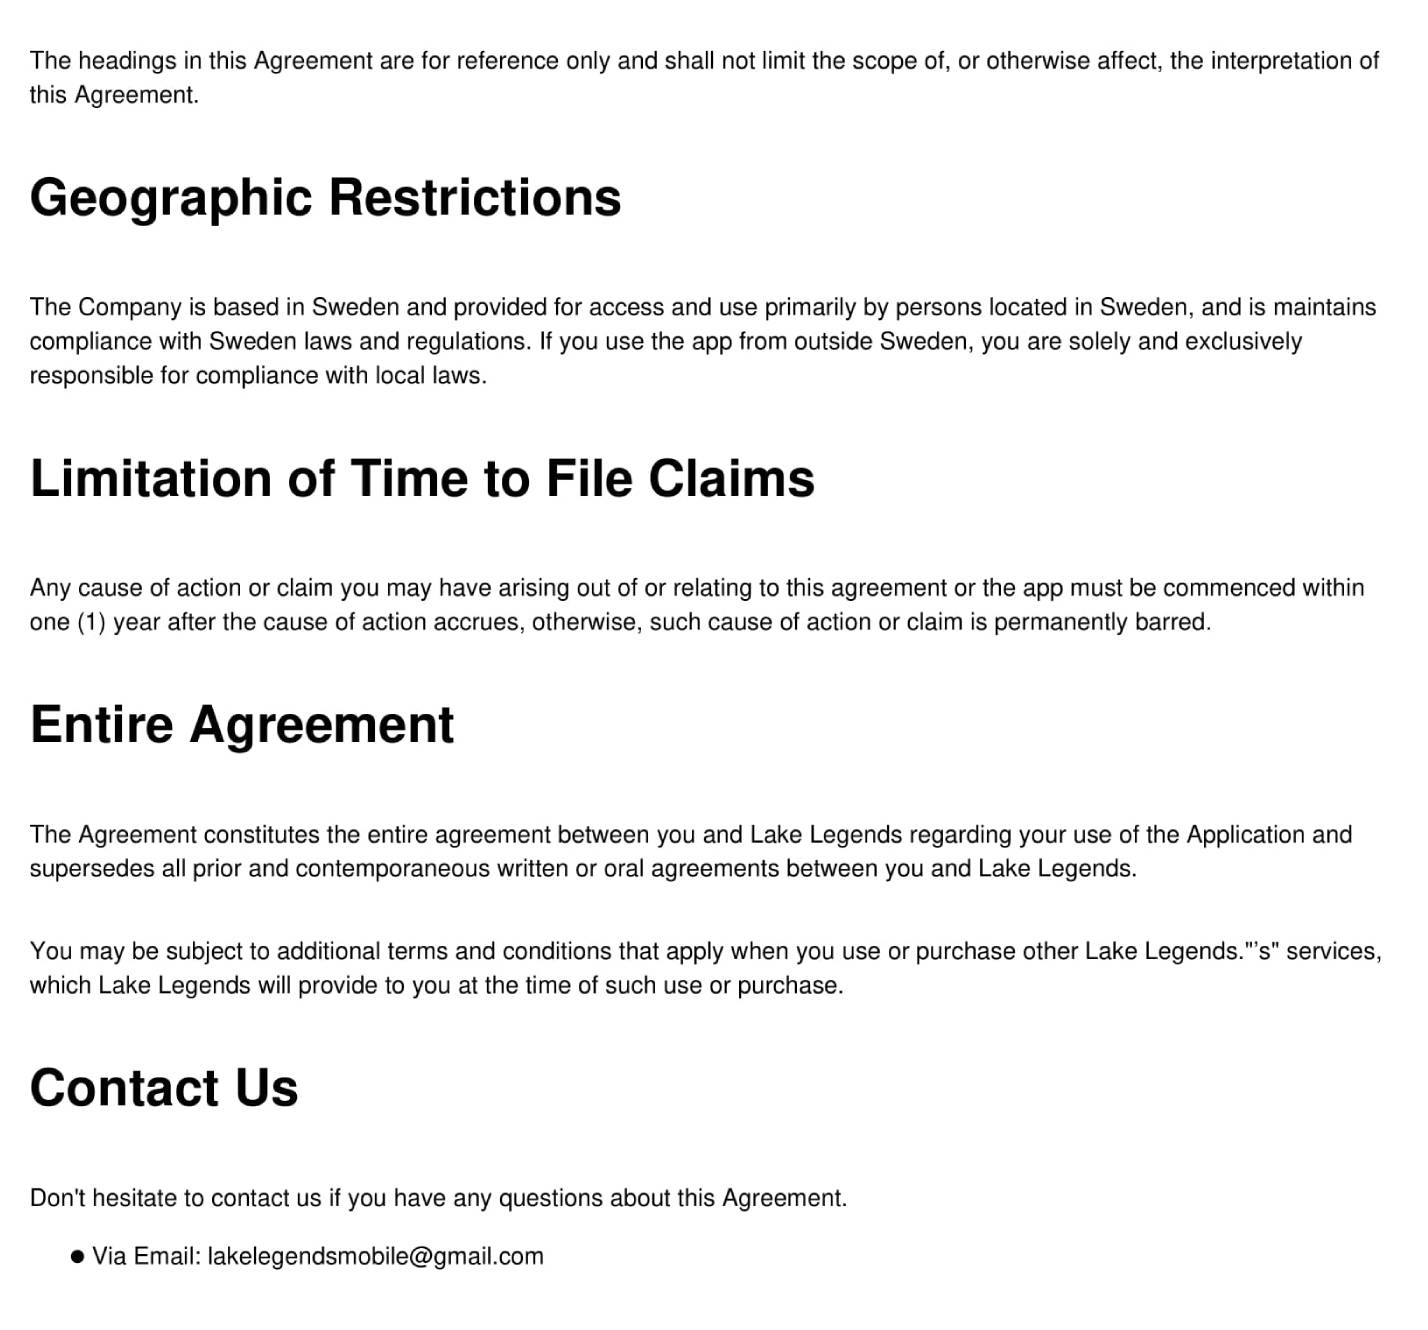 The headings in this Agreement are for reference only and shall not limit the scope of, or otherwise affect, the interpretation of
this Agreement.
Geographic Restrictions
The Company is based in Sweden and provided for access and use primarily by persons located in Sweden, and is maintains
compliance with Sweden laws and regulations. If you use the app from outside Sweden, you are solely and exclusively
responsible for compliance with local laws.
Limitation of Time to File Claims
Any cause of action or claim you may have arising out of or relating to this agreement or the app must be commenced within
one (1) year after the cause of action accrues, otherwise, such cause of action or claim is permanently barred.
Entire Agreement
The Agreement constitutes the entire agreement between you and Lake Legends regarding your use of the Application and
supersedes all prior and contemporaneous written or oral agreements between you and Lake Legends.
You may be subject to additional terms and conditions that apply when you use or purchase other Lake Legends."’s" services,
which Lake Legends will provide to you at the time of such use or purchase.
Contact Us
Don't hesitate to contact us if you have any questions about this Agreement.
● Via Email: lakelegendsmobile@gmail.com